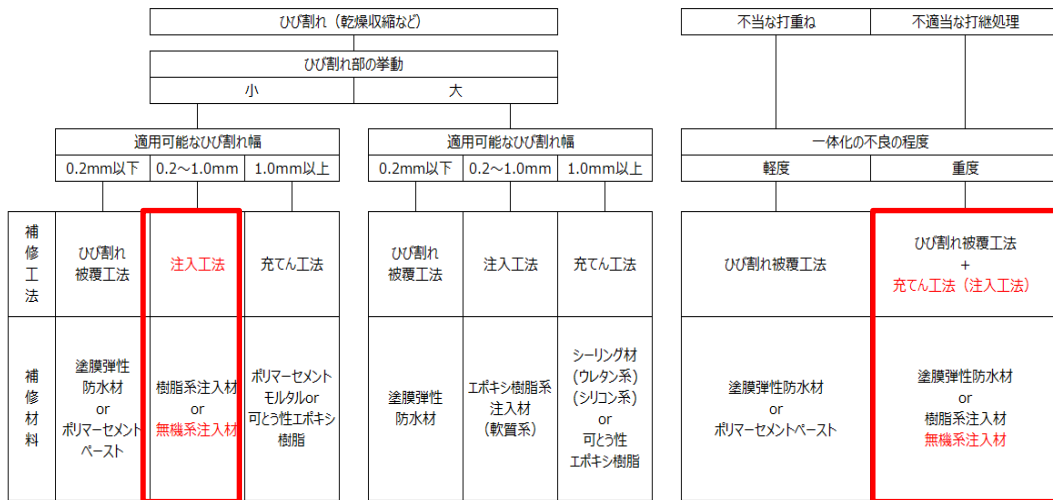 ひび割れ（乾燥収縮など）
不当な打重ね
不適当な打継処理
ひび割れ部の挙動
小
大
適用可能なひび割れ幅
適用可能なひび割れ幅
一体化の不良の程度
0.2mm以下
0.2～1.0mm
1.0mm以上
0.2mm以下
0.2～1.0mm
1.0mm以上
軽度
重度
補
修
工
法
ひび割れ
被覆工法
注入工法
充てん工法
ひび割れ
被覆工法
注入工法
充てん工法
ひび割れ被覆工法
ひび割れ被覆工法
+
充てん工法（注入工法）
補
修
材
料
塗膜弾性
防水材
or
ポリマーセメント
ペースト
樹脂系注入材
or
無機系注入材
ポリマーセメント
モルタルor
可とう性エポキシ
樹脂
塗膜弾性
防水材
エポキシ樹脂系
注入材
（軟質系）
シーリング材
(ウレタン系)
(シリコン系)
or
可とう性
エポキシ樹脂
塗膜弾性防水材
or
ポリマーセメントペースト
塗膜弾性防水材
or
樹脂系注入材
無機系注入材